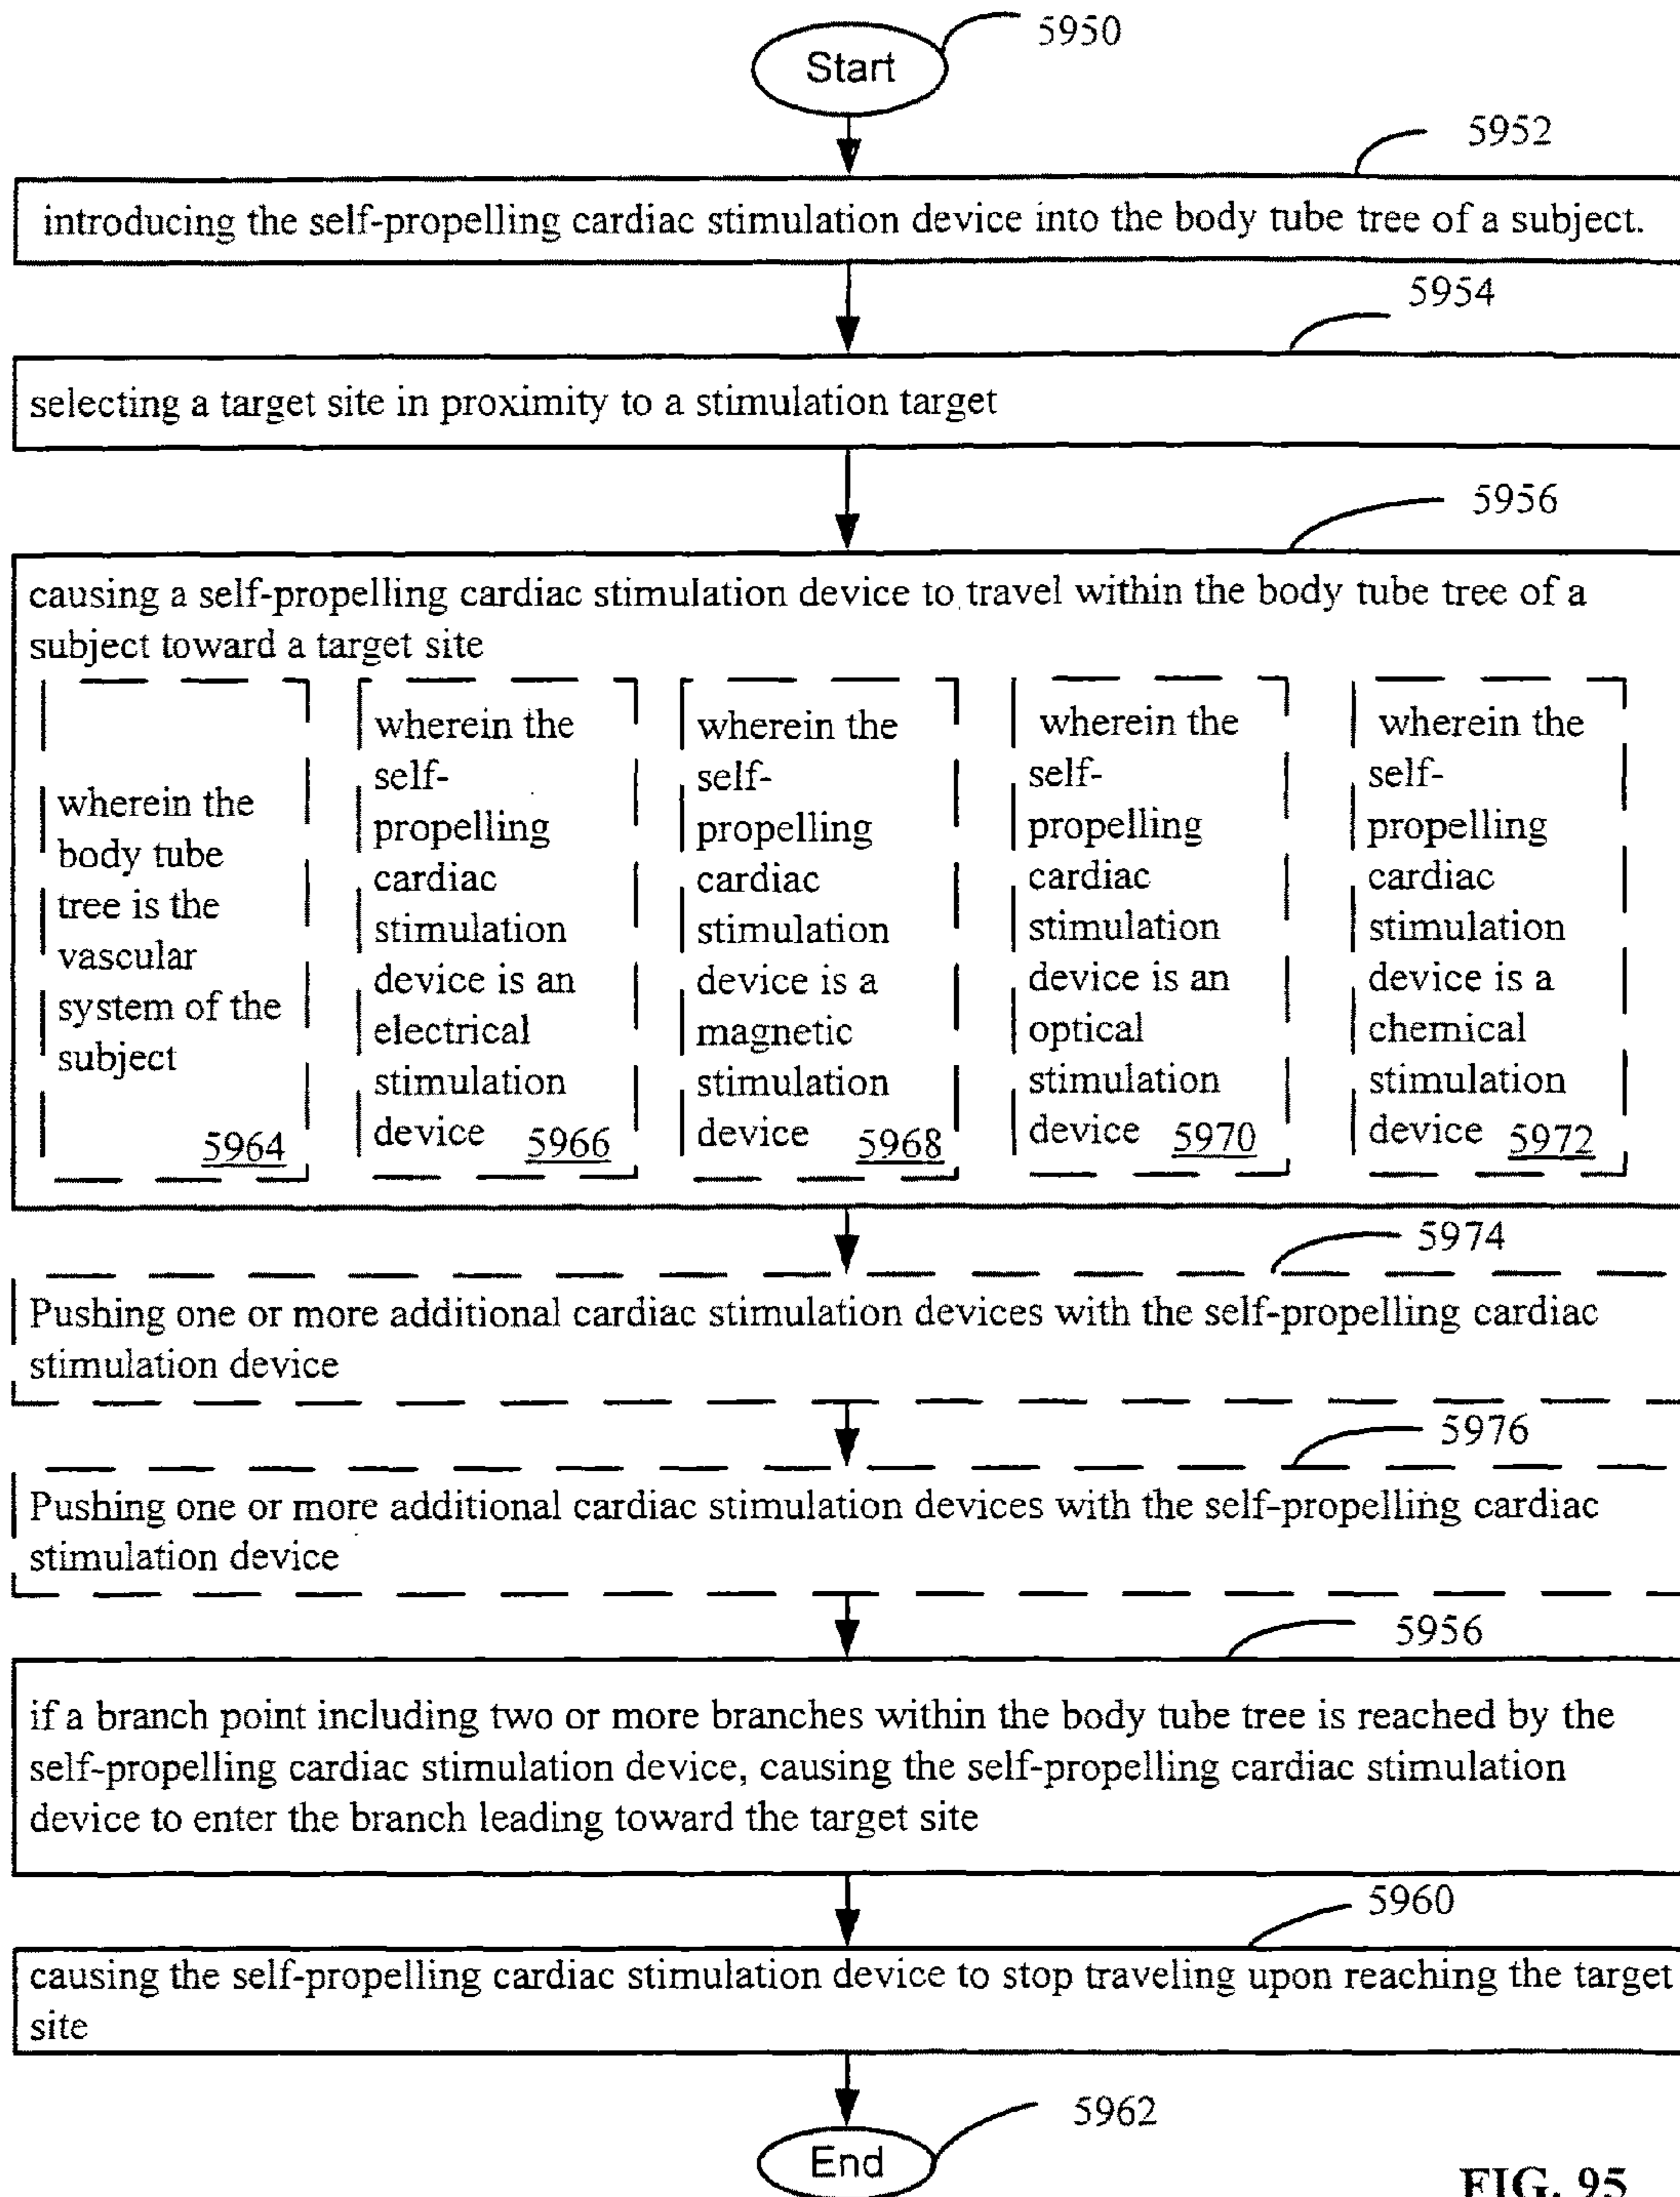 Start
5950
5952
introducing the self-propelling cardiac stimulation device into the body tube tree of a subject.
5954
selecting a target site in proximity to a stimulation target
5956
causing a self-propelling cardiac stimulation device to travel within the body tube tree of a
subject toward a target site
wherein the
body tube
tree is the
vascular
system of the
subject
5964
wherein the
self-
propelling
cardiac
stimulation
device is an
electrical
stimulation
device 5966
wherein the
self-
propelling
cardiac
stimulation
device is a
magnetic
stimulation
device 5968
wherein the
self-
propelling
cardiac
stimulation
device is an
optical
stimulation
device 5970
wherein the
self-
propelling
cardiac
stimulation
device is a
chemical
stimulation
device 5972
5974
Pushing one or more additional cardiac stimulation devices with the self-propelling cardiac
stimulation device
5976
Pushing one or more additional cardiac stimulation devices with the self-propelling cardiac
stimulation device
5956
if a branch point including two or more branches within the body tube tree is reached by the
self-propelling cardiac stimulation device, causing the self-propelling cardiac stimulation
device to enter the branch leading toward the target site
5960
causing the self-propelling cardiac stimulation device to stop traveling upon reaching the target
site
5962
End
FIG. 95